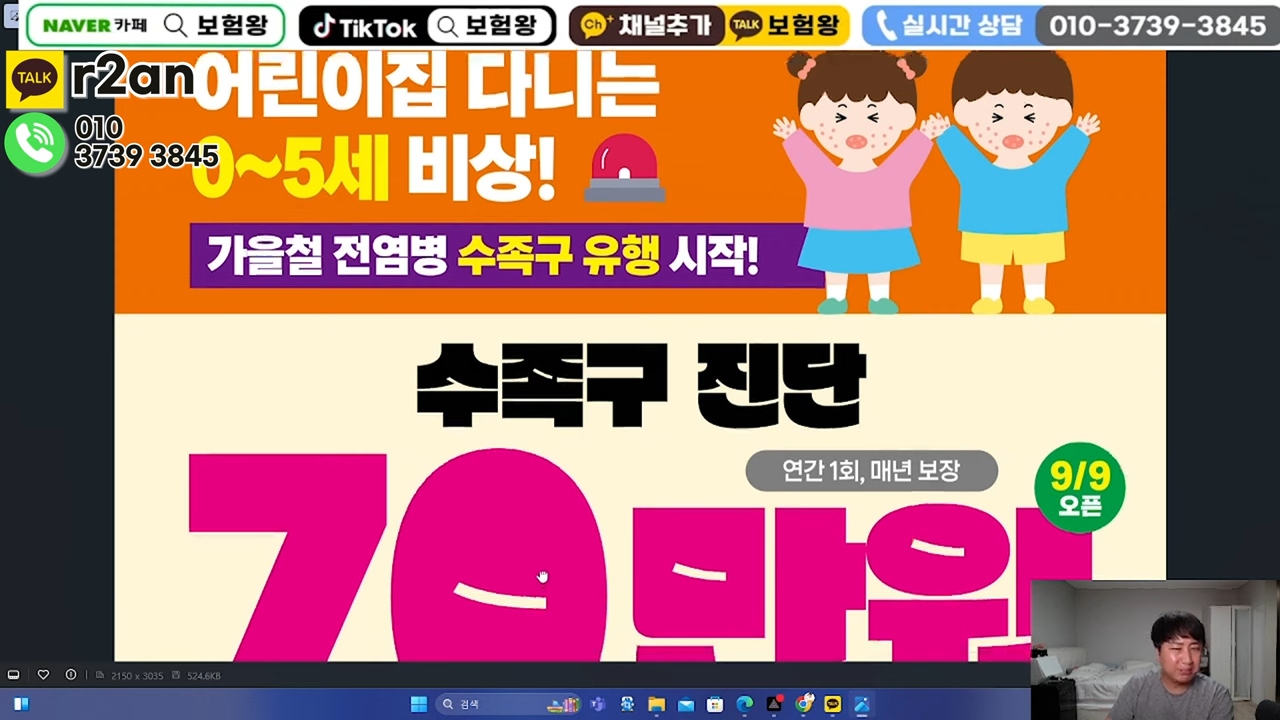 NAVER 카페 보험왕
TikTok 보험왕
Ch+ 채널추가 TALK 보험왕
실시간 상담 010-3739-3845
TALK r2an
010
3739 3845
어린이집 다니는
0~5세 비상!
가을철 전염병 수족구 유행 시작!
수족구 진단
연간 1회, 매년 보장
9/9
오픈
70만원
2150 x 3035 524.6KB
검색